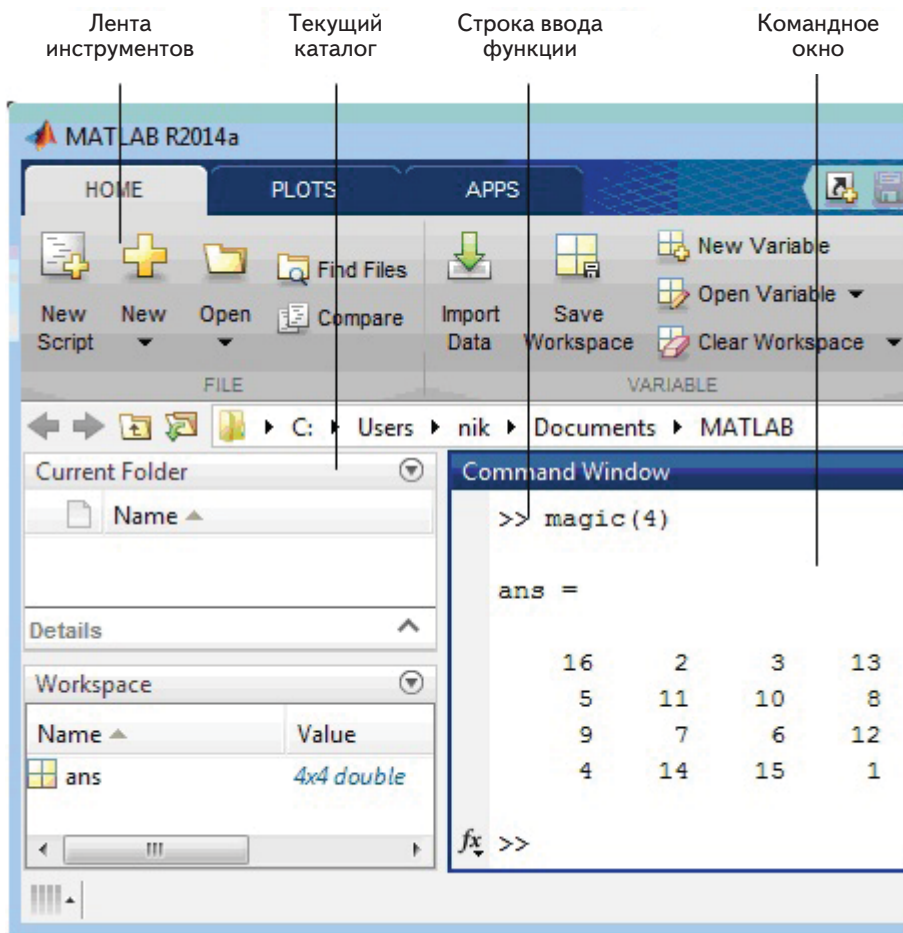 Лента инструментов
Текущий каталог
Строка ввода функции
Командное окно
MATLAB R2014a
HOME PLOTS APPS
New Script
New
Open
Find Files
Compare
Import Data
Save Workspace
New Variable
Open Variable
Clear Workspace
FILE VARIABLE
C: Users nik Documents MATLAB
Current Folder
Name
Details
Workspace
Name Value
ans 4x4 double
Command Window
>> magic(4)
ans =
16 2 3 13
5 11 10 8
9 7 6 12
4 14 15 1
fx >>